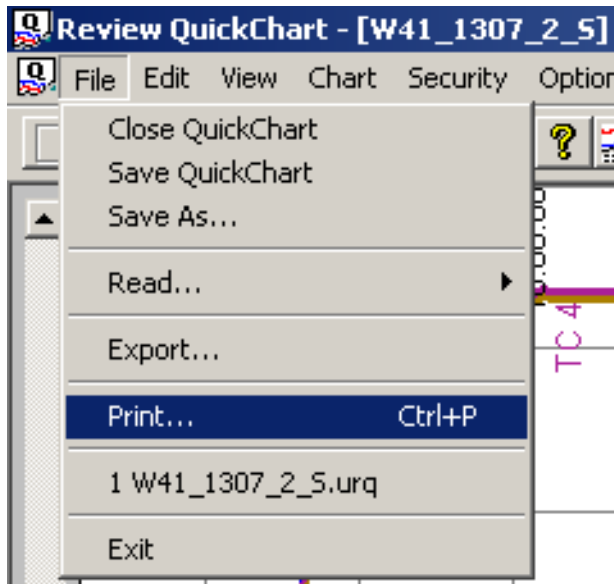 Review QuickChart - [W41_1307_2_S]
File Edit View Chart Security Option
Close QuickChart
Save QuickChart
Save As...
Read...
Export...
Print... Ctrl+P
1 W41_1307_2_S.urq
Exit
TC 4